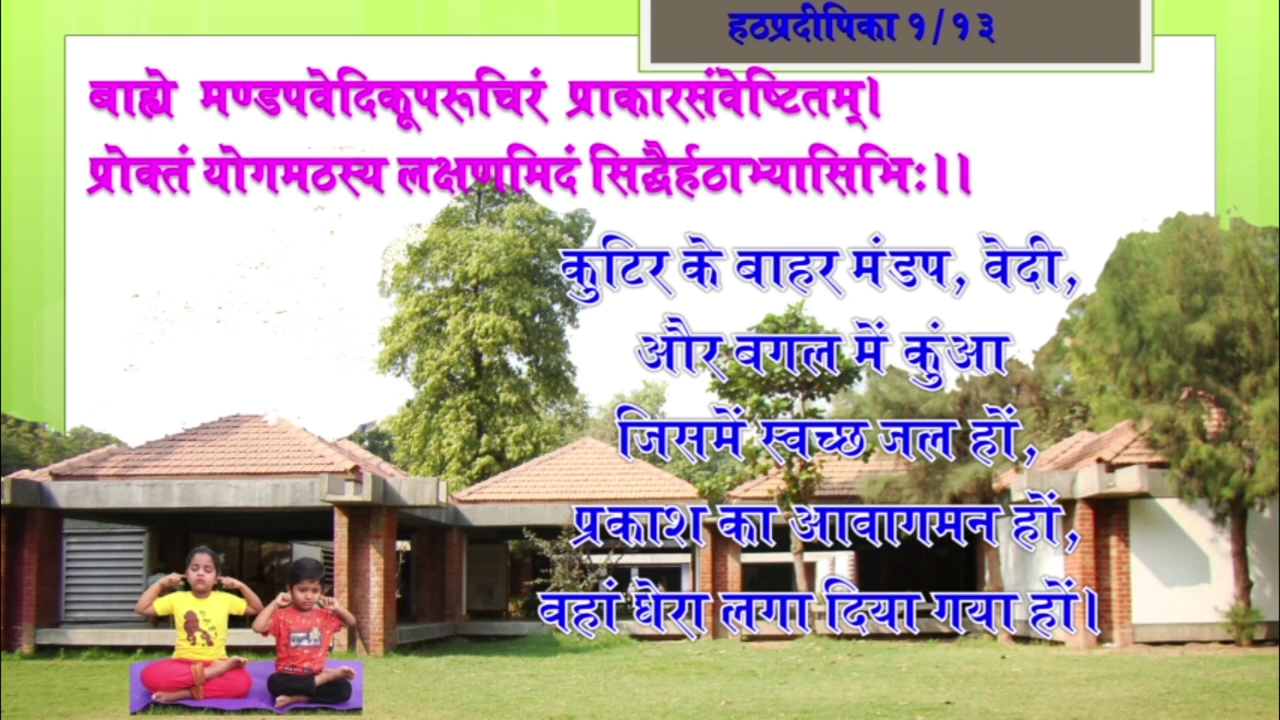 हठप्रदीपिका १/१३
बाह्ये मण्डपवेदिकूपरूचिरं प्राकारसंवेष्टितम्।
प्रोक्तं योगमठस्य लक्षणमिदं सिद्धैर्हठाभ्यासिभिः।।
कुटिर के बाहर मंडप, वेदी,
और बगल में कुंआ
जिसमें स्वच्छ जल हों,
प्रकाश का आवागमन हों,
वहां घेरा लगा दिया गया हों।